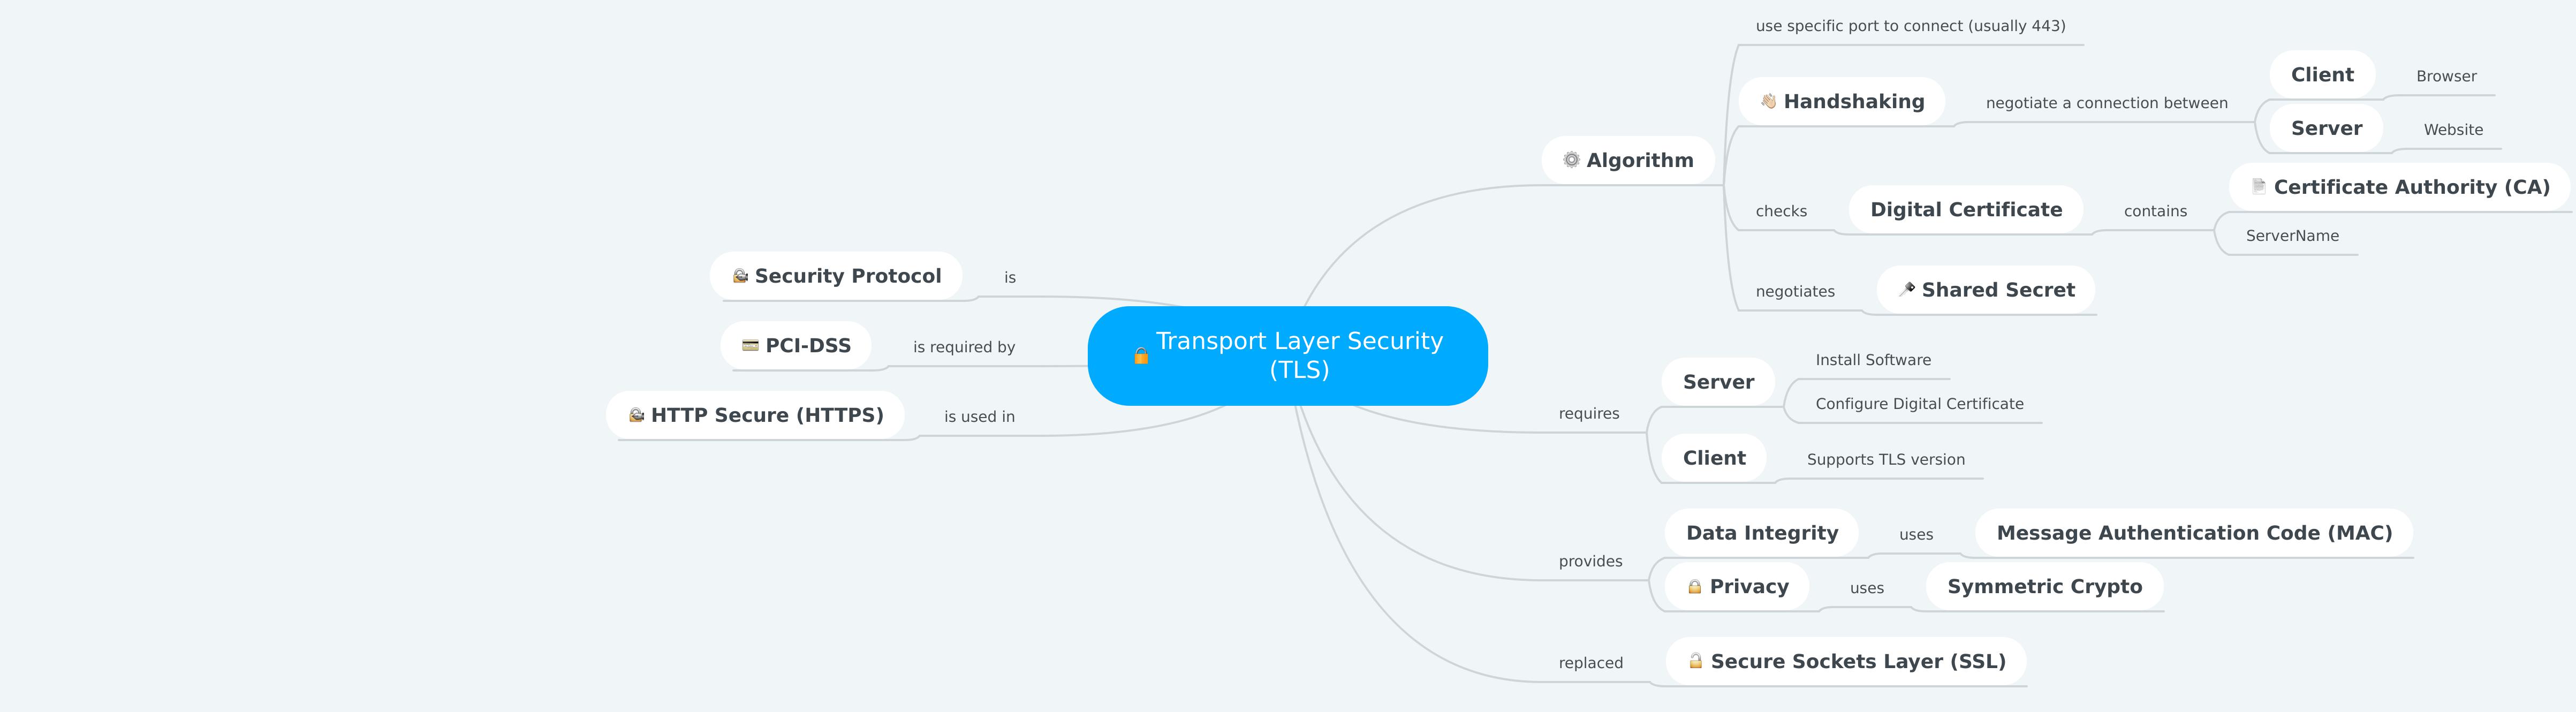 Transport Layer Security
(TLS)
Algorithm
use specific port to connect (usually 443)
Handshaking
negotiate a connection between
Client
Browser
Server
Website
checks
Digital Certificate
contains
Certificate Authority (CA)
ServerName
negotiates
Shared Secret
requires
Server
Install Software
Configure Digital Certificate
Client
Supports TLS version
provides
Data Integrity
uses
Message Authentication Code (MAC)
Privacy
uses
Symmetric Crypto
replaced
Secure Sockets Layer (SSL)
is
Security Protocol
is required by
PCI-DSS
is used in
HTTP Secure (HTTPS)